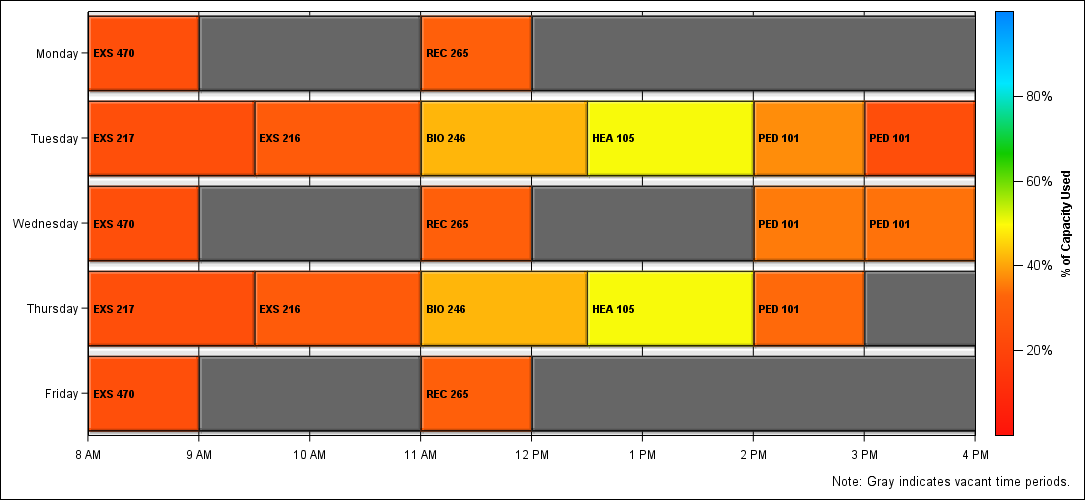 Monday
EXS 470
REC 265
Tuesday
EXS 217
EXS 216
BIO 246
HEA 105
PED 101
PED 101
Wednesday
EXS 470
REC 265
PED 101
PED 101
Thursday
EXS 217
EXS 216
BIO 246
HEA 105
PED 101
Friday
EXS 470
REC 265
8 AM
9 AM
10 AM
11 AM
12 PM
1 PM
2 PM
3 PM
4 PM
80%
60%
40%
20%
% of Capacity Used
Note: Gray indicates vacant time periods.